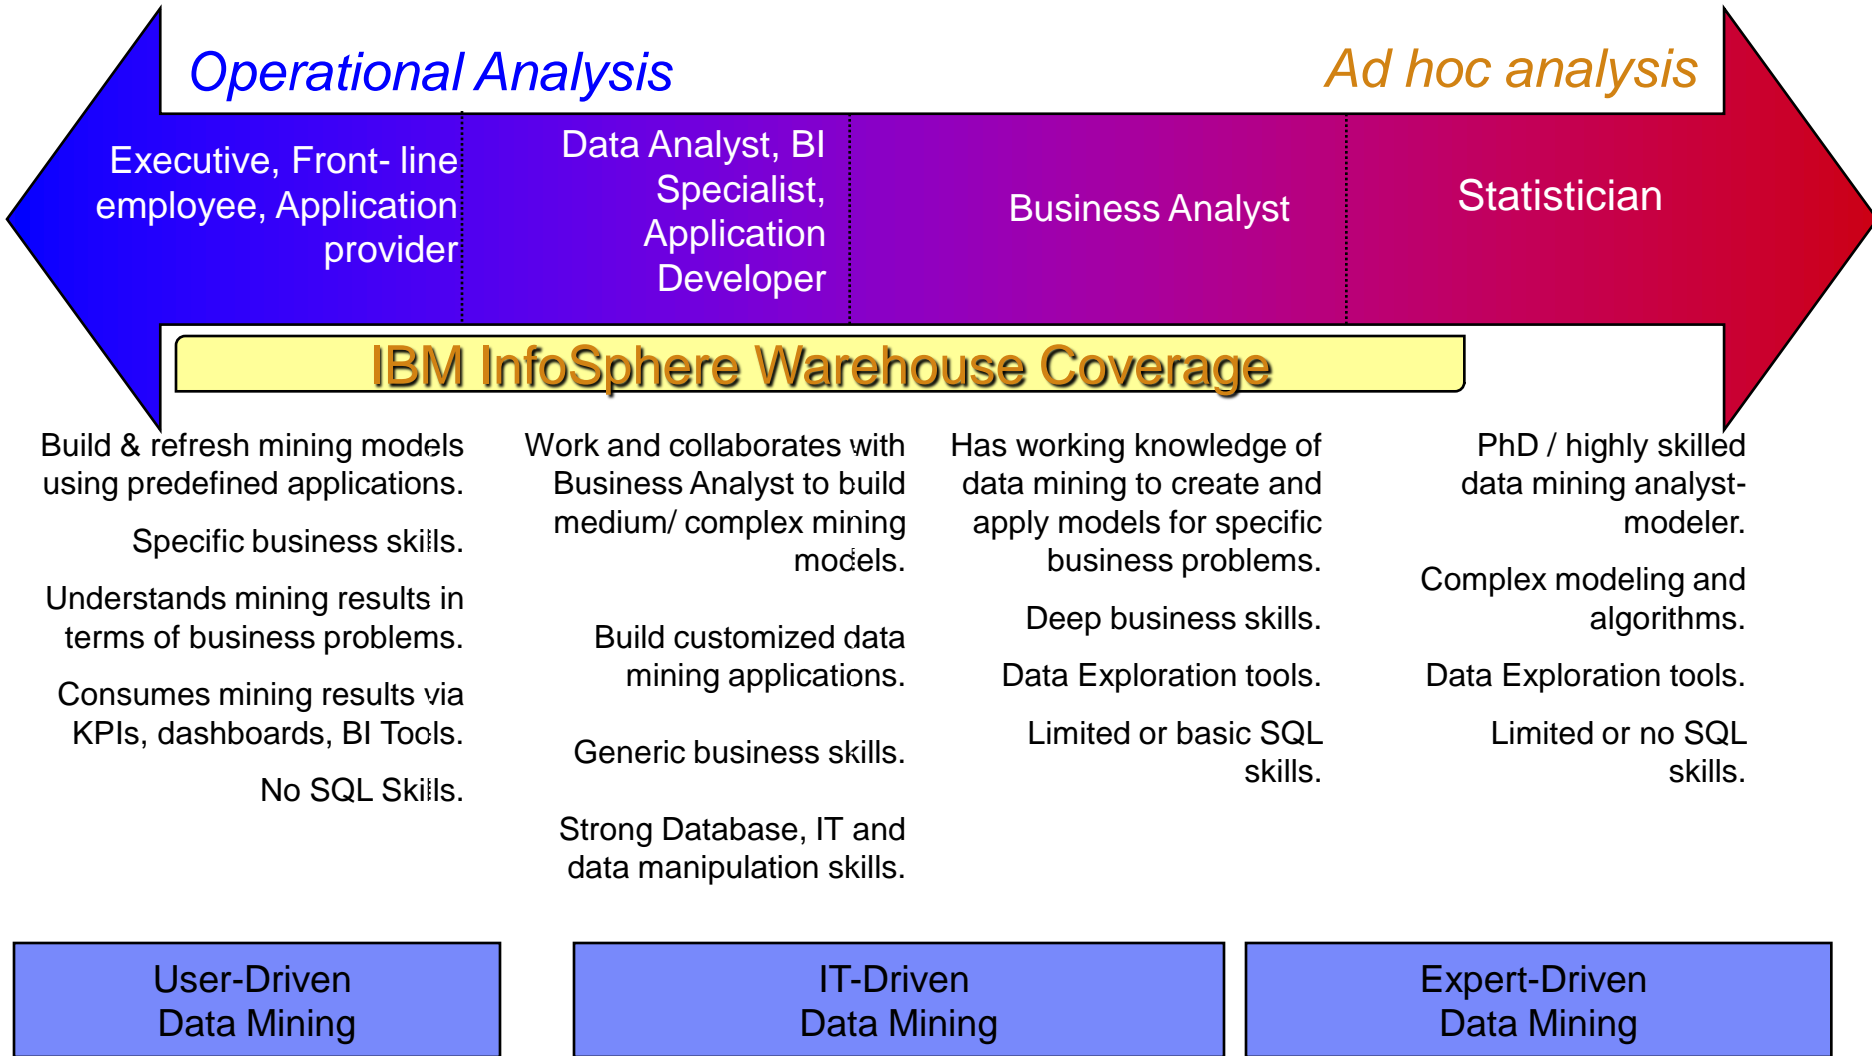 Operational Analysis
Ad hoc analysis
Executive, Front- line
employee, Application
provider
Data Analyst, BI
Specialist,
Application
Developer
Business Analyst
Statistician
IBM InfoSphere Warehouse Coverage
Build & refresh mining models
using predefined applications.
Specific business skills.
Understands mining results in
terms of business problems.
Consumes mining results via
KPIs, dashboards, BI Tools.
No SQL Skills.
Work and collaborates with
Business Analyst to build
medium/ complex mining
models.
Build customized data
mining applications.
Generic business skills.
Strong Database, IT and
data manipulation skills.
Has working knowledge of
data mining to create and
apply models for specific
business problems.
Deep business skills.
Data Exploration tools.
Limited or basic SQL
skills.
PhD / highly skilled
data mining analyst-
modeler.
Complex modeling and
algorithms.
Data Exploration tools.
Limited or no SQL
skills.
User-Driven
Data Mining
IT-Driven
Data Mining
Expert-Driven
Data Mining